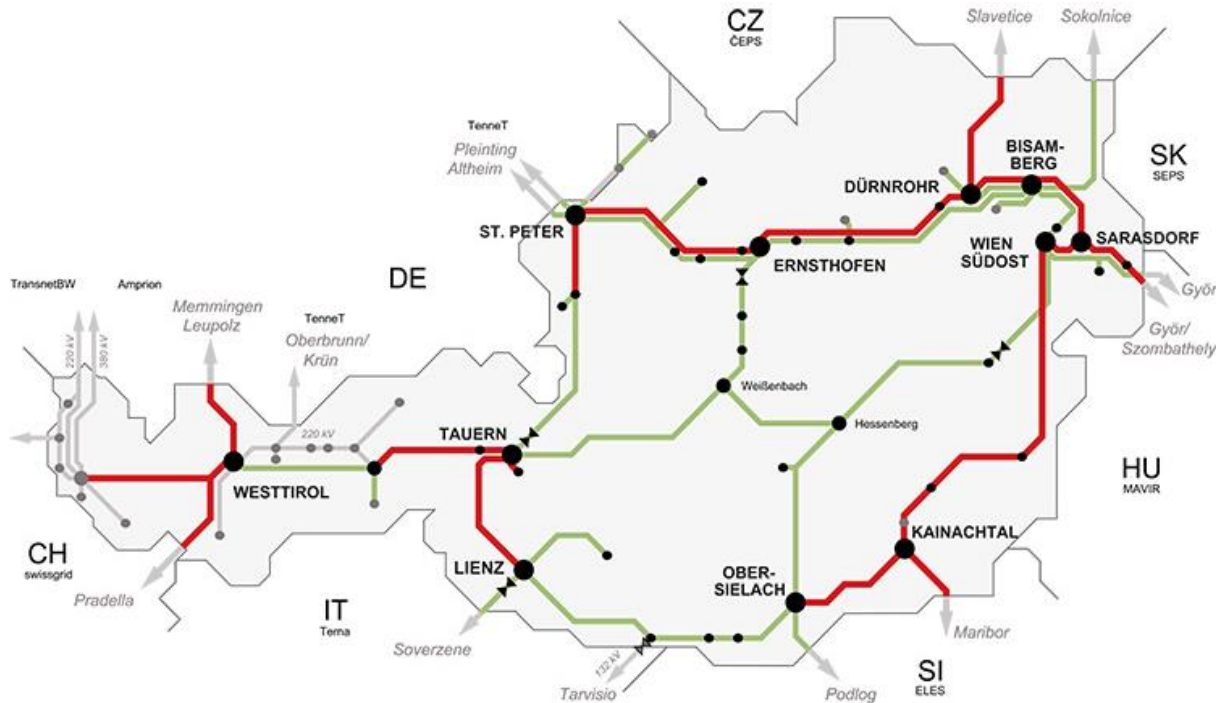 CZ
ČEPS
Slavetice
Sokolnice
TenneT
Pleinting
Altheim
BISAM-
BERG
SK
SEPS
DÜRNROHR
ST. PETER
ERNSTHOFEN
WIEN
SÜDOST
SARASDORF
DE
TransnetBW
Amprion
Memmingen
Leupolz
TenneT
Oberbrunn/
Krün
Györ
Györ/
Szombathely
220 kV
380 kV
Weißenbach
Hessenberg
220 kV
TAUERN
WESTTIROL
HU
MAVIR
KAINACHTAL
CH
swissgrid
LIENZ
OBER-
SIELACH
Pradella
IT
Terna
Soverzene
132 kV
Tarvisio
Maribor
Podlog
SI
ELES